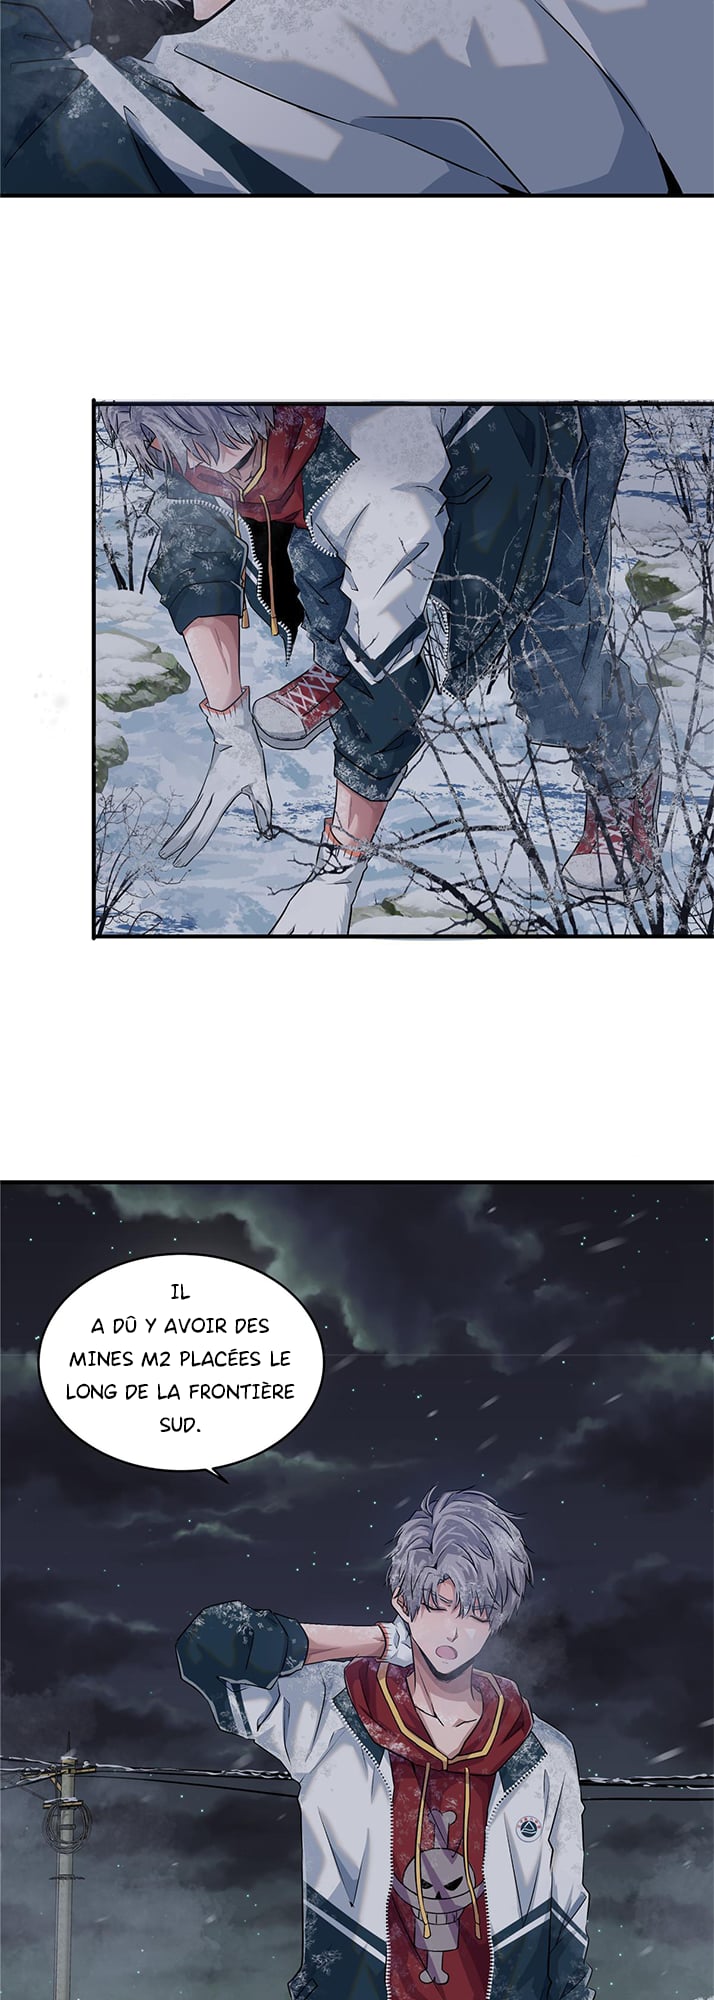 IL
A DÛ Y AVOIR DES
MINES M2 PLACÉES LE
LONG DE LA FRONTIÈRE
SUD.